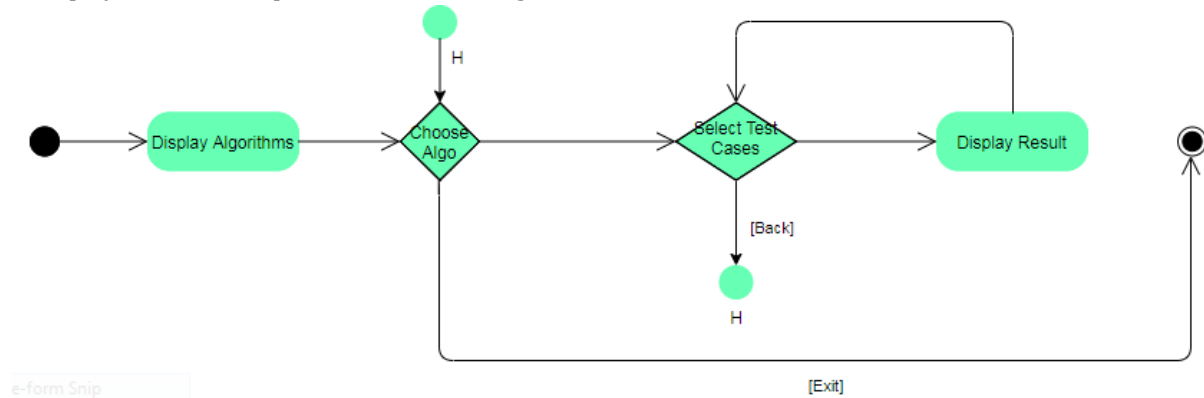 H
Display Algorithms
Choose
Algo
Select Test
Cases
Display Result
[Back]
H
[Exit]
e-form Snip